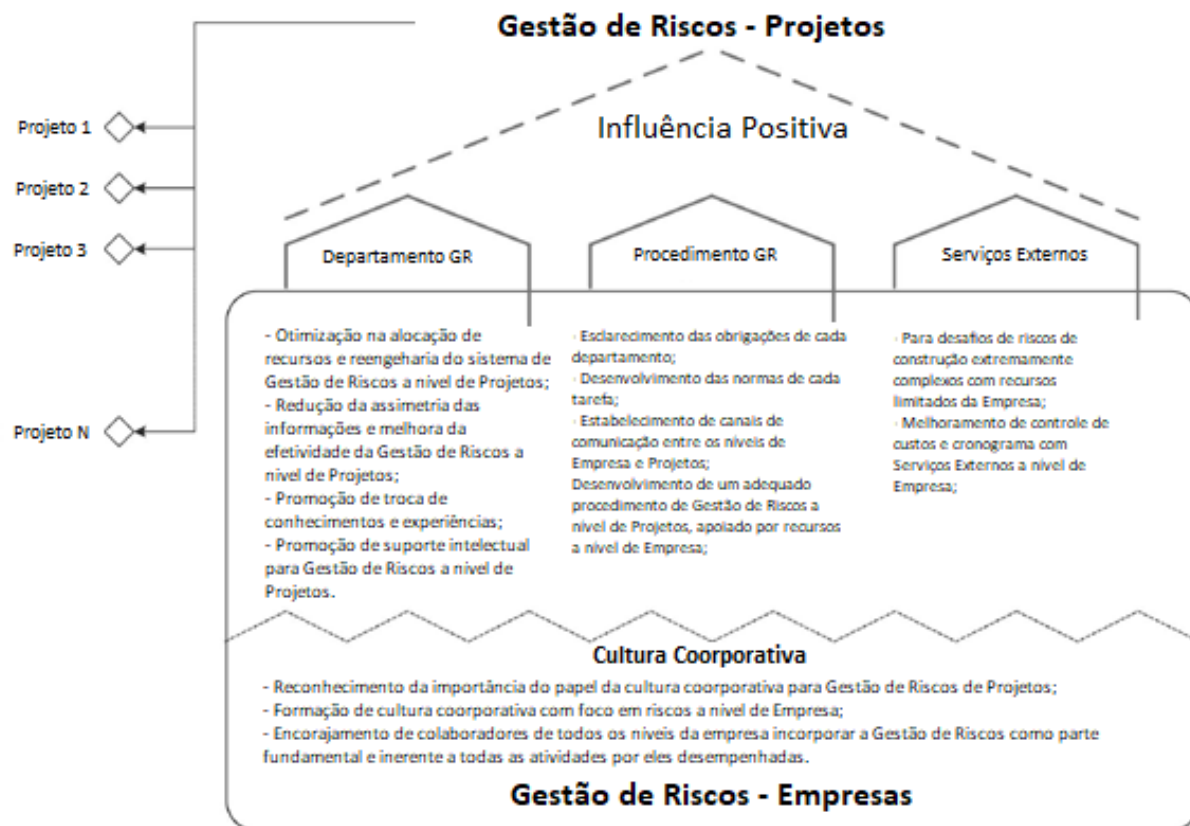 Gestão de Riscos - Projetos
Influência Positiva
Projeto 1
Projeto 2
Projeto 3
Projeto N
Departamento GR
- Otimização na alocação de
recursos e reengeharia do sistema de
Gestão de Riscos a nível de Projetos;
- Redução da assimetria das
informações e melhora da
efetividade da Gestão de Riscos a
nível de Projetos;
- Promoção de troca de
conhecimentos e experiências;
- Promoção de suporte intelectual
para Gestão de Riscos a nível de
Projetos.
Procedimento GR
- Esclarecimento das obrigações de cada
departamento;
- Desenvolvimento das normas de cada
tarefa;
- Estabelecimento de canais de
comunicação entre os níveis de
Empresa e Projetos;
Desenvolvimento de um adequado
procedimento de Gestão de Riscos a
nível de Projetos, apoiado por recursos
a nível de Empresa;
Serviços Externos
- Para desafios de riscos de
construção extremamente
complexos com recursos
limitados da Empresa;
- Melhoramento de controle de
custos e cronograma com
Serviços Externos a nível de
Empresa;
Cultura Coorporativa
- Reconhecimento da importância do papel da cultura coorporativa para Gestão de Riscos de Projetos;
- Formação de cultura coorporativa com foco em riscos a nível de Empresa;
- Encorajamento de colaboradores de todos os níveis da empresa incorporar a Gestão de Riscos como parte
fundamental e inerente a todas as atividades por eles desempenhadas.
Gestão de Riscos - Empresas